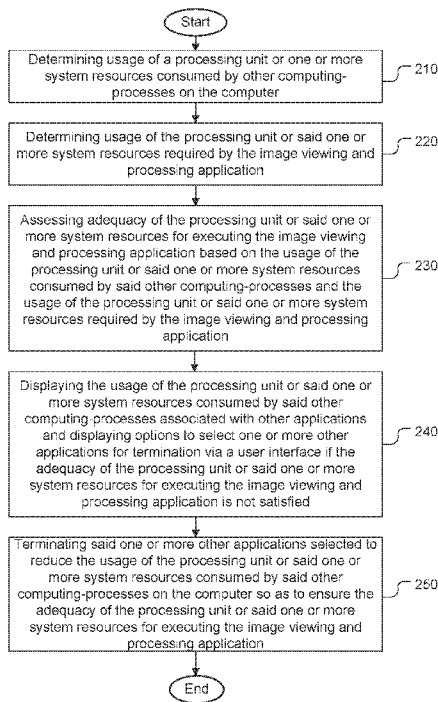 Start
Determining usage of a processing unit or one or more
system resources consumed by other computing-
processes on the computer
210
Determining usage of the processing unit or said one or
more system resources required by the image viewing and
processing application
220
Assessing adequacy of the processing unit or said one or
more system resources for executing the image viewing
and processing application based on the usage of the
processing unit or said one or more system resources
consumed by said other computing-processes and the
usage of the processing unit or said one or more system
resources required by the image viewing and processing
application
230
Displaying the usage of the processing unit or said one or
more system resources consumed by said other
computing-processes associated with other applications
and displaying options to select one or more other
applications for termination via a user interface if the
adequacy of the processing unit or said one or more
system resources for executing the image viewing and
processing application is not satisfied
240
Terminating said one or more other applications selected to
reduce the usage of the processing unit or said one or
more system resources consumed by said other
computing-processes on the computer so as to ensure the
adequacy of the processing unit or said one or more
system resources for executing the image viewing and
processing application
250
End